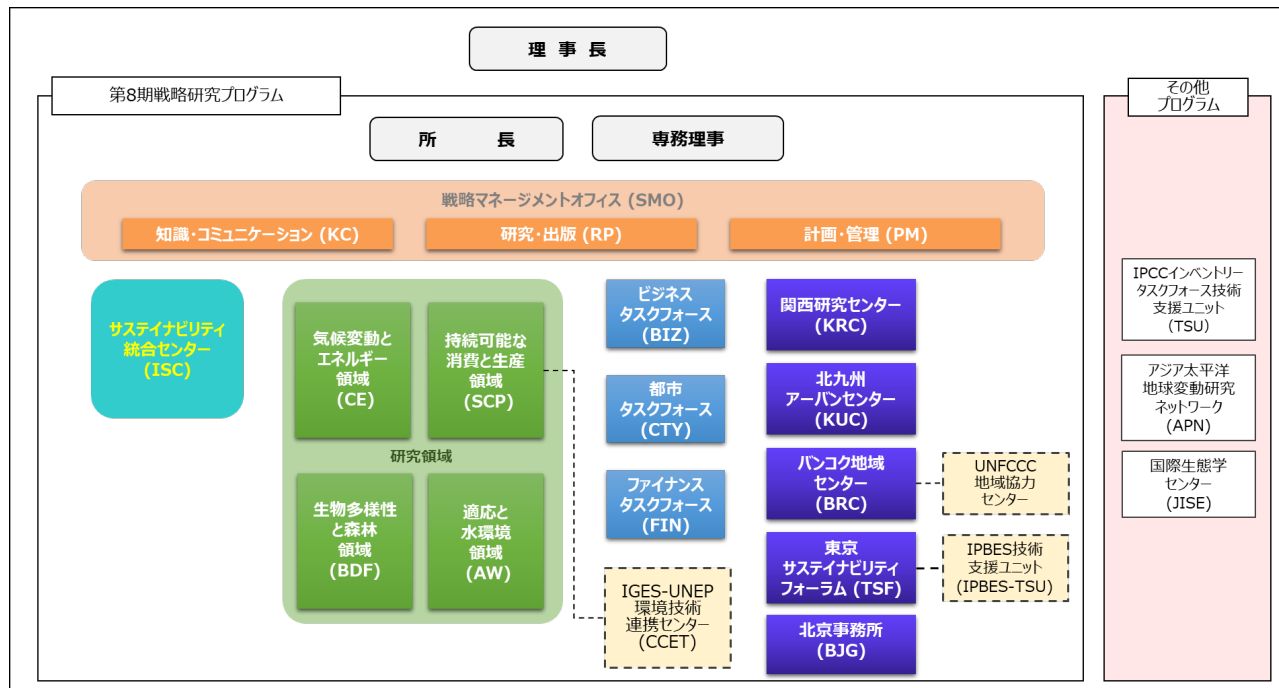 理 事 長
第8期戦略研究プログラム
その他
プログラム
所 長
専務理事
戦略マネージメントオフィス (SMO)
知識・コミュニケーション (KC)
研究・出版 (RP)
計画・管理 (PM)
サステイナビリティ
統合センター
(ISC)
気候変動と
エネルギー
領域
(CE)
持続可能な
消費と生産
領域
(SCP)
研究領域
生物多様性
と森林
領域
(BDF)
適応と
水環境
領域
(AW)
ビジネス
タスクフォース
(BIZ)
都市
タスクフォース
(CTY)
ファイナンス
タスクフォース
(FIN)
IGES-UNEP
環境技術
連携センター
(CCET)
関西研究センター
(KRC)
北九州
アーバンセンター
(KUC)
バンコク地域
センター
(BRC)
東京
サステイナビリティ
フォーラム (TSF)
北京事務所
(BJG)
UNFCCC
地域協力
センター
IPBES技術
支援ユニット
(IPBES-TSU)
IPCCインベントリー
タスクフォース技術
支援ユニット
(TSU)
アジア太平洋
地球変動研究
ネットワーク
(APN)
国際生態学
センター
(JISE)